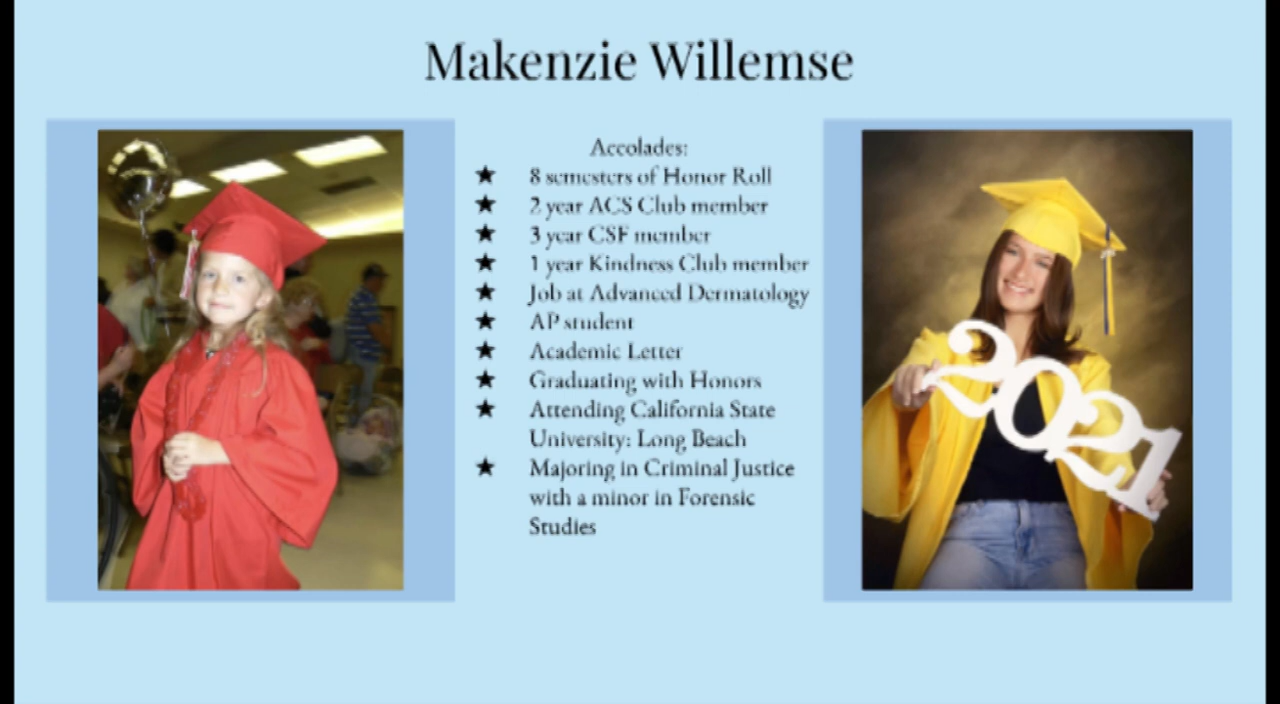 Makenzie Willemse
Accolades:
★ 8 semesters of Honor Roll
★ 2 year ACS Club member
★ 3 year CSF member
★ 1 year Kindness Club member
★ Job at Advanced Dermatology
★ AP student
★ Academic Letter
★ Graduating with Honors
★ Attending California State
University: Long Beach
★ Majoring in Criminal Justice
with a minor in Forensic
Studies
2021